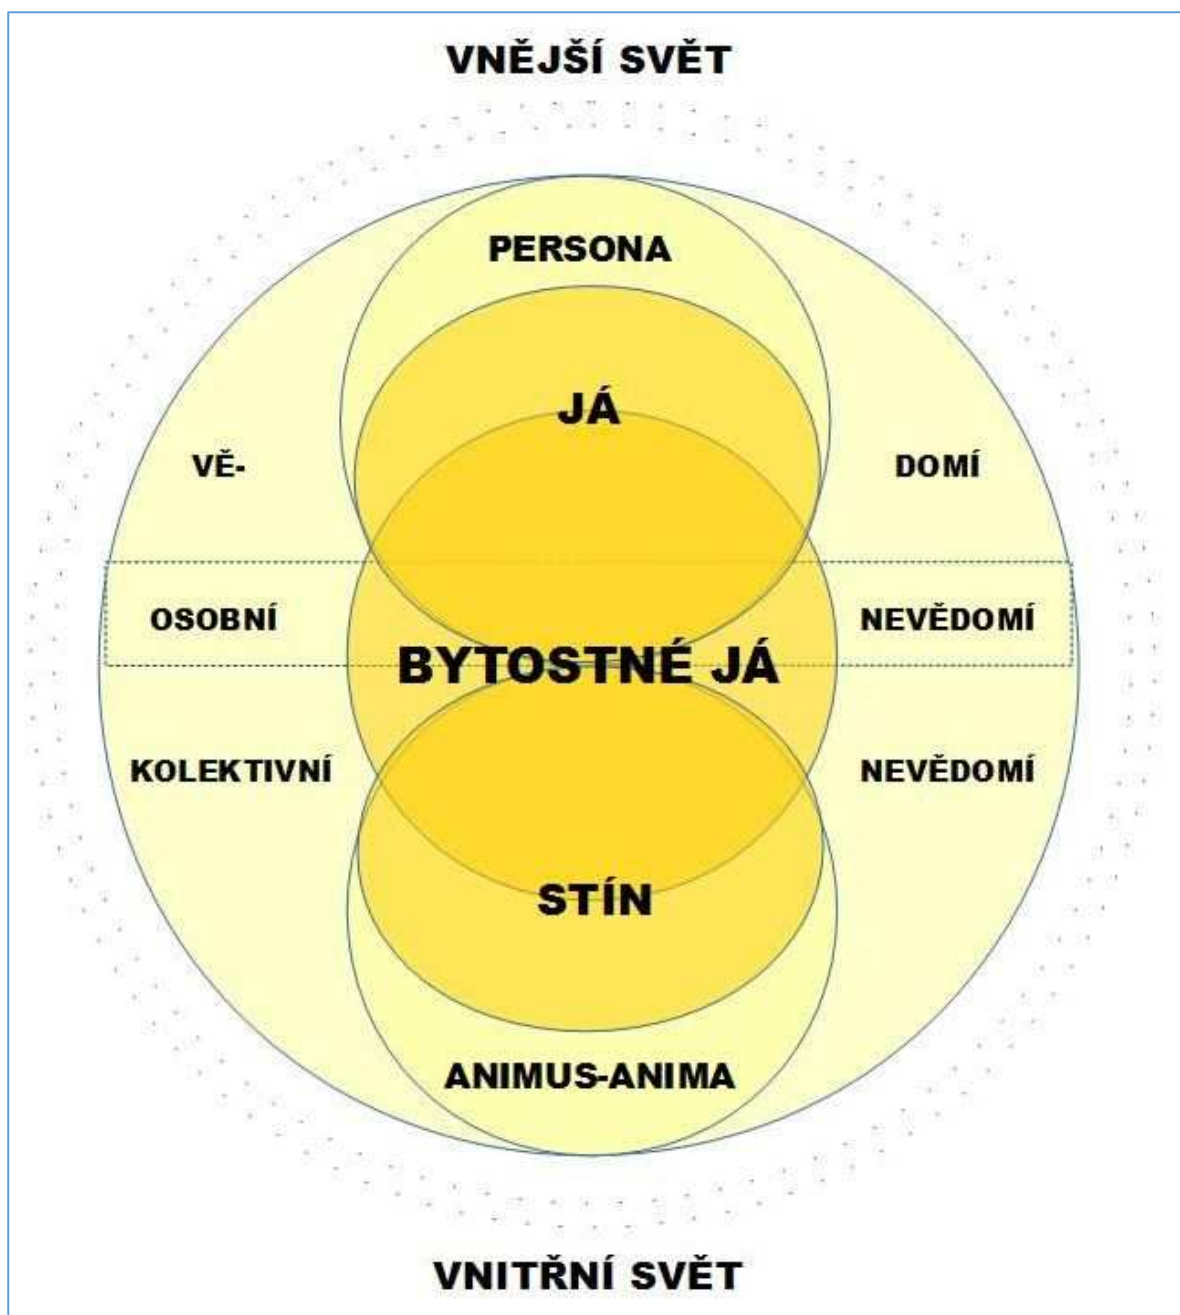 VNĚJŠÍ SVĚT
PERSONA
JÁ
VĚ- DOMÍ
OSOBNÍ NEVĚDOMÍ
BYTOSTNÉ JÁ
KOLEKTIVNÍ NEVĚDOMÍ
STÍN
ANIMUS-ANIMA
VNITŘNÍ SVĚT